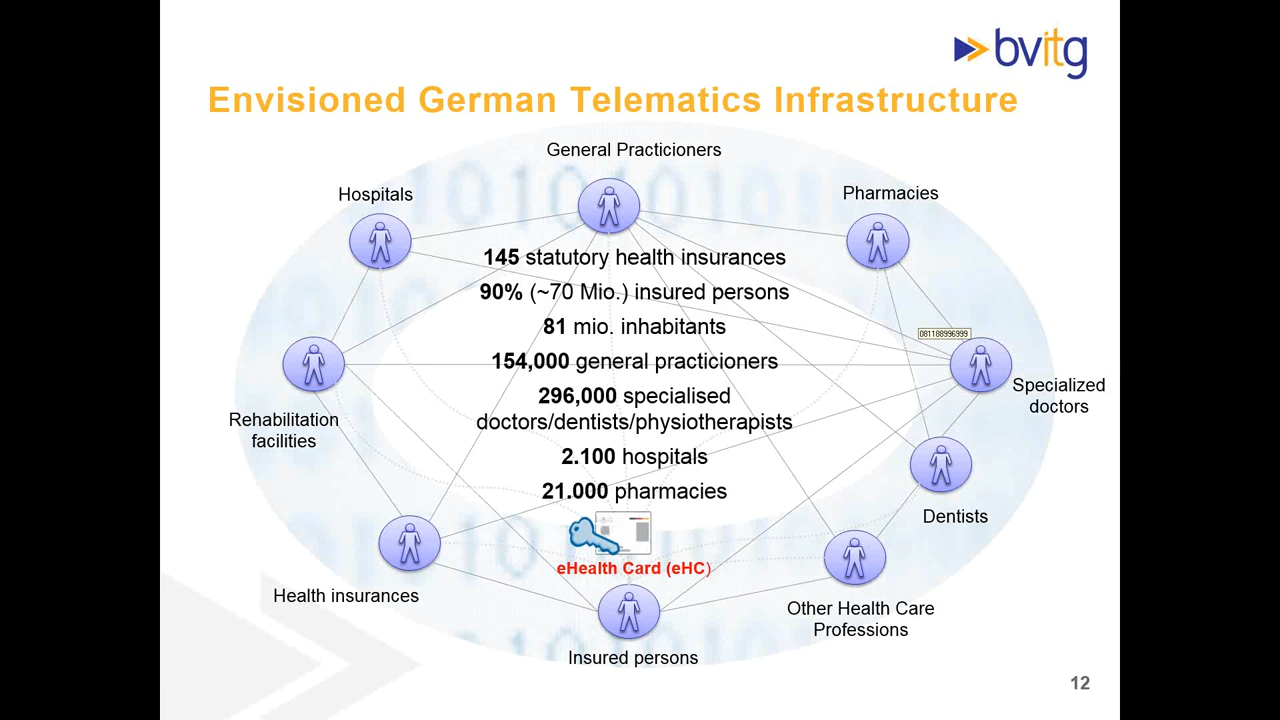 bvitg
Envisioned German Telematics Infrastructure
General Practicioners
Hospitals
Pharmacies
145 statutory health insurances
90% (~70 Mio.) insured persons
81 mio. inhabitants
081188996999
154,000 general practicioners
296,000 specialised
doctors/dentists/physiotherapists
Specialized
doctors
Rehabilitation
facilities
2.100 hospitals
21.000 pharmacies
Dentists
eHealth Card (eHC)
Health insurances
Other Health Care
Professions
Insured persons
12